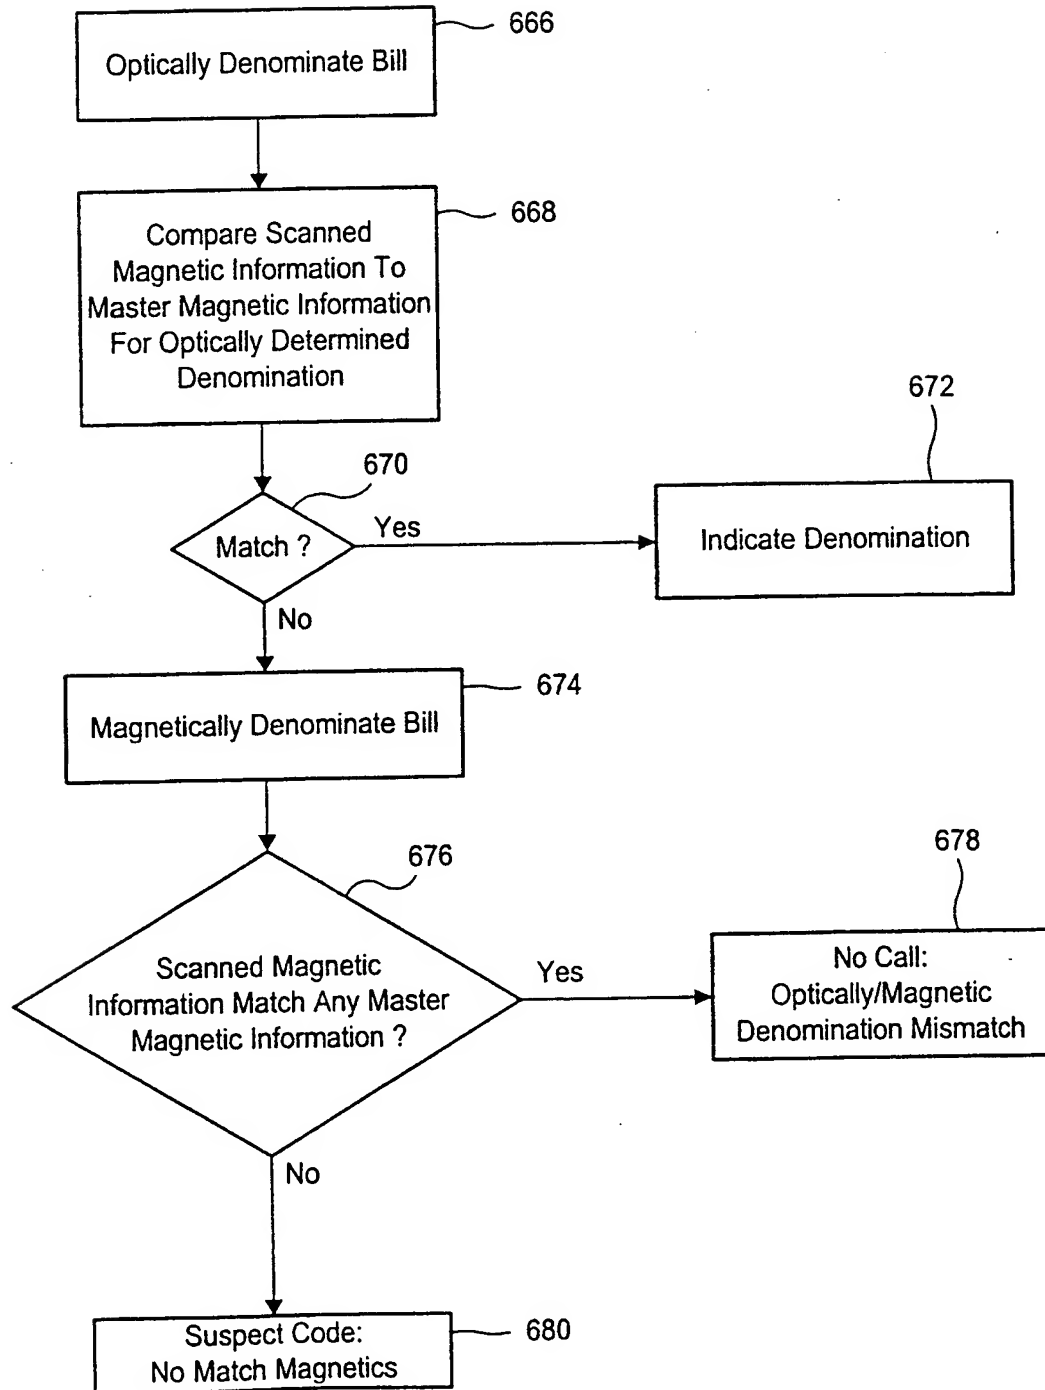 666
Optically Denominate Bill
668
Compare Scanned
Magnetic Information To
Master Magnetic Information
For Optically Determined
Denomination
672
670
Match ?
Yes
Indicate Denomination
No
674
Magnetically Denominate Bill
676
678
Scanned Magnetic
Information Match Any Master
Magnetic Information ?
Yes
No Call:
Optically/Magnetic
Denomination Mismatch
No
680
Suspect Code:
No Match Magnetics